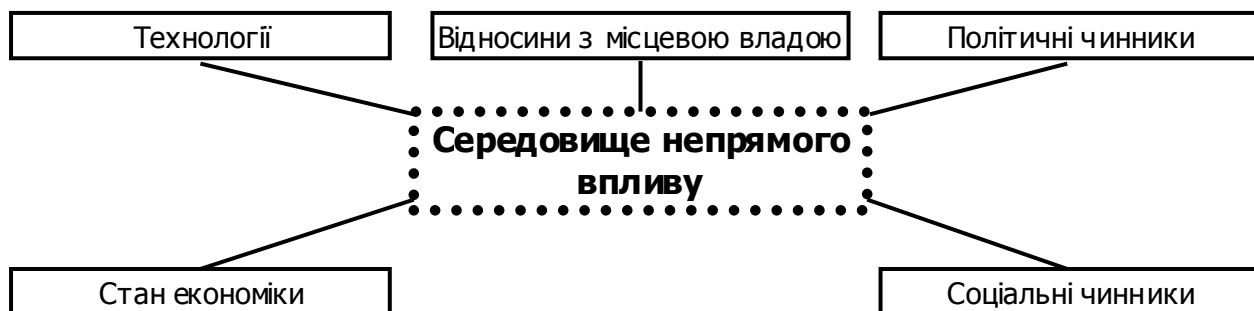 Технології
Відносини з місцевою владою
Політичні чинники
Середовище непрямого
впливу
Стан економіки
Соціальні чинники